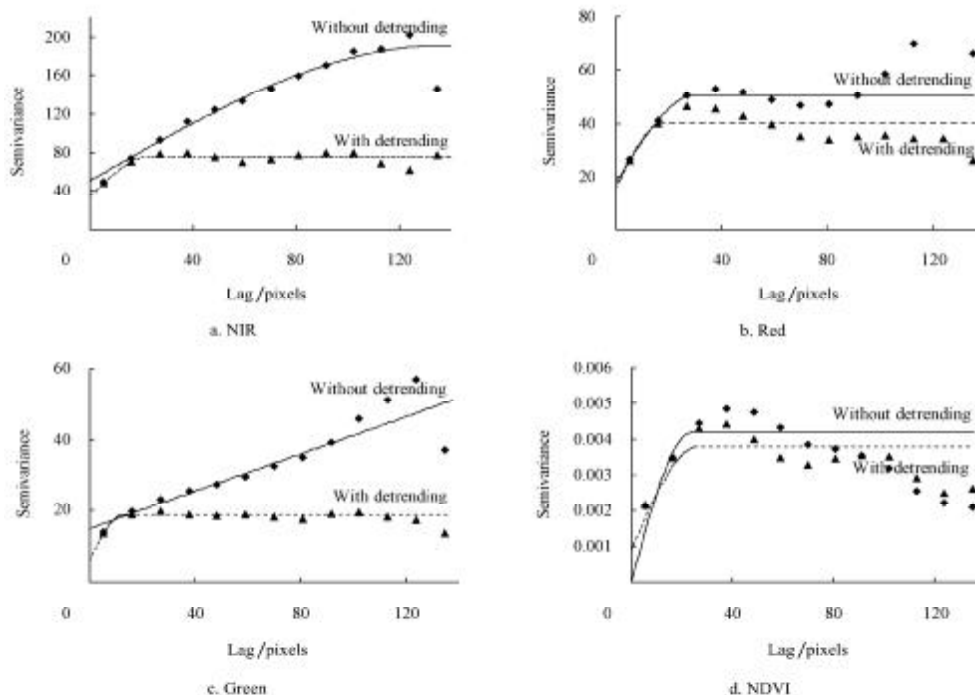 200
160
120
80
40
Semivariance
Without detrending
With detrending
0 40 80 120
Lag/pixels
a. NIR
80
60
40
20
Semivariance
Without detrending
With detrending
0 40 80 120
Lag/pixels
b. Red
60
40
20
Semivariance
Without detrending
With detrending
0 40 80 120
Lag/pixels
c. Green
0.006
0.005
0.004
0.003
0.002
0.001
Semivariance
Without detrending
With detrending
0 40 80 120
Lag/pixels
d. NDVI